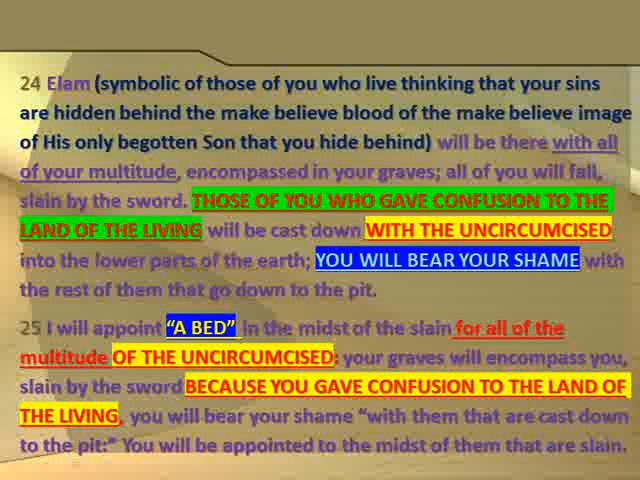 24 Elam (symbolic of those of you who live thinking that your sins
are hidden behind the make believe blood of the make believe image
of His only begotten Son that you hide behind) will be there with all
of your multitude, encompassed in your graves; all of you will fall,
slain by the sword. THOSE OF YOU WHO GAVE CONFUSION TO THE
LAND OF THE LIVING will be cast down WITH THE UNCIRCUMCISED
into the lower parts of the earth; YOU WILL BEAR YOUR SHAME with
the rest of them that go down to the pit.
25 I will appoint “A BED” in the midst of the slain for all of the
multitude OF THE UNCIRCUMCISED: your graves will encompass you,
slain by the sword BECAUSE YOU GAVE CONFUSION TO THE LAND OF
THE LIVING, you will bear your shame “with them that are cast down
to the pit:” You will be appointed to the midst of them that are slain.